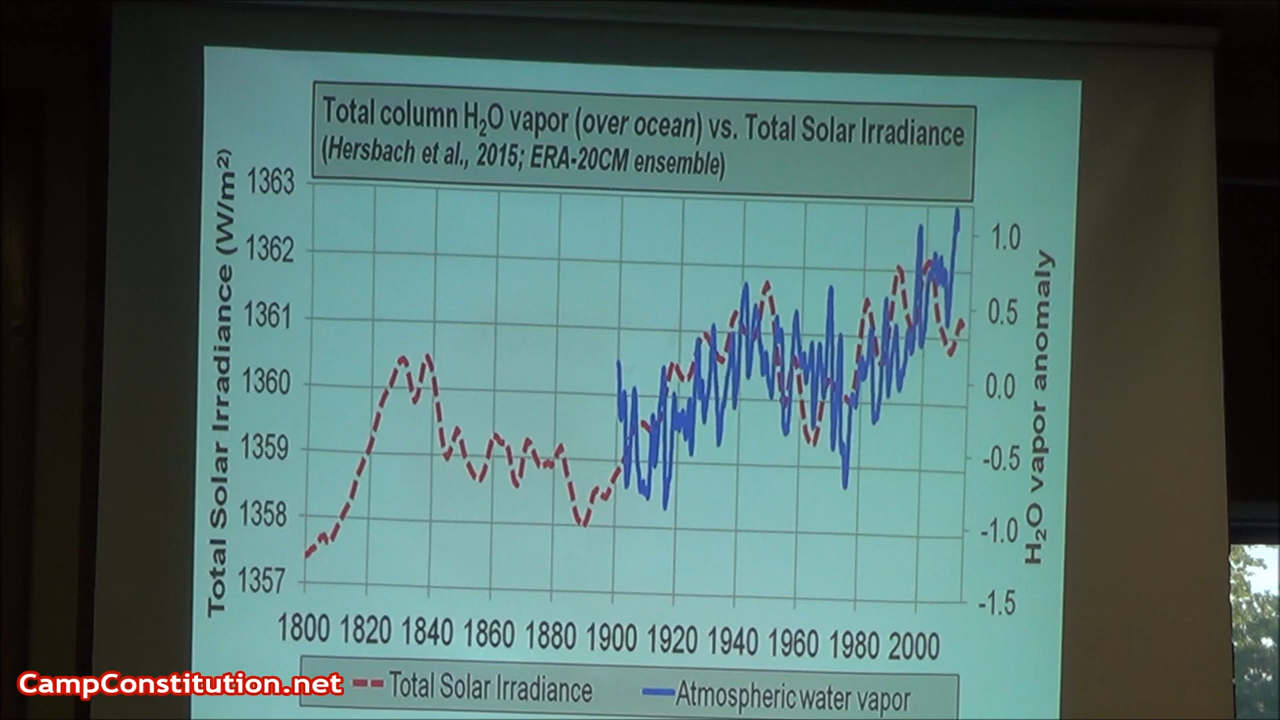 Total column H₂O vapor (over ocean) vs. Total Solar Irradiance
(Hersbach et al., 2015; ERA-20CM ensemble)
Total Solar Irradiance (W/m²)
1363
1362
1361
1360
1359
1358
1357
1.0
0.5
0.0
-0.5
-1.0
-1.5
H₂O vapor anomaly
1800 1820 1840 1860 1880 1900 1920 1940 1960 1980 2000
Total Solar Irradiance Atmospheric water vapor
CampConstitution.net